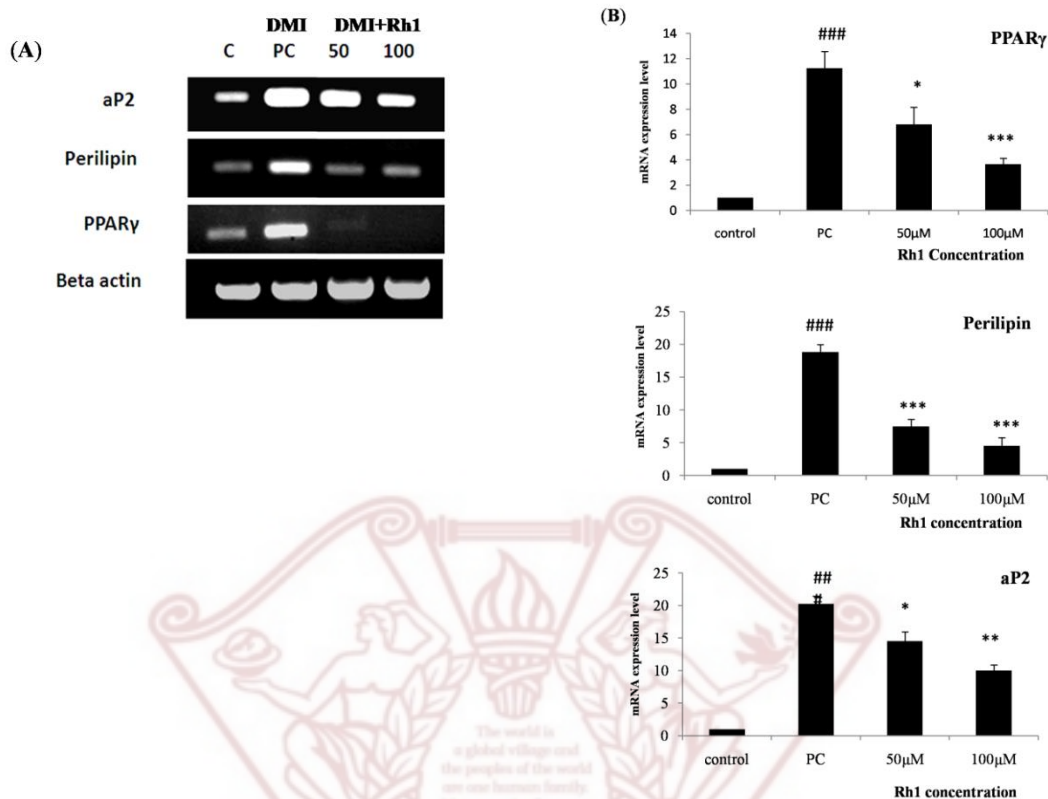 (A)
DMI DMI+Rh1
C PC 50 100
aP2
Perilipin
PPARγ
Beta actin
(B)
PPARγ
mRNA expression level
14
12
10
8
6
4
2
0
###
*
***
control PC 50µM 100µM
Rh1 Concentration
Perilipin
mRNA expression level
25
20
15
10
5
0
###
***
***
control PC 50µM 100µM
Rh1 concentration
aP2
mRNA expression level
25
20
15
10
5
0
##
#
*
**
control PC 50µM 100µM
Rh1 concentration
The world is
a global village and
the peoples of the world
are one human family.